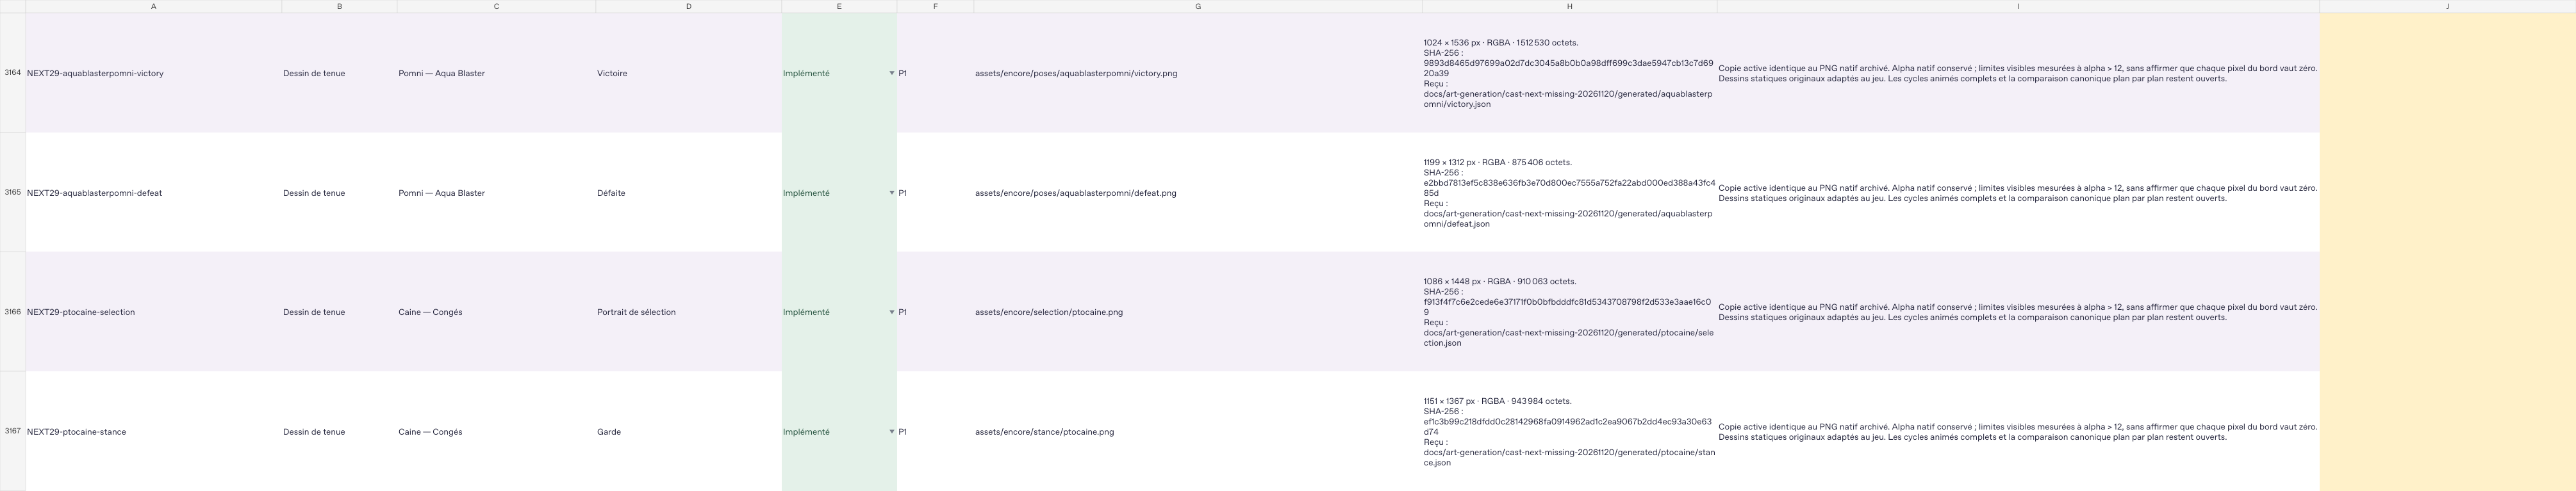 A B C D E F G H I J
3164 NEXT29-aquablasterpomni-victory Dessin de tenue Pomni — Aqua Blaster Victoire Implémenté P1 assets/encore/poses/aquablasterpomni/victory.png
1024 × 1536 px · RGBA · 1 512 530 octets.
SHA-256 :
9893d8465d97699a02d7dc3045a8b0b0a98dff699c3dae5947cb13c7d69
20a39
Reçu :
docs/art-generation/cast-next-missing-20261120/generated/aquablasterp
omni/victory.json
Copie active identique au PNG natif archivé. Alpha natif conservé ; limites visibles mesurées à alpha > 12, sans affirmer que chaque pixel du bord vaut zéro.
Dessins statiques originaux adaptés au jeu. Les cycles animés complets et la comparaison canonique plan par plan restent ouverts.
3165 NEXT29-aquablasterpomni-defeat Dessin de tenue Pomni — Aqua Blaster Défaite Implémenté P1 assets/encore/poses/aquablasterpomni/defeat.png
1199 × 1312 px · RGBA · 875 406 octets.
SHA-256 :
e2bbd7813ef5c838e636fb3e70d800ec7555a752fa22abd000ed388a43fc4
85d
Reçu :
docs/art-generation/cast-next-missing-20261120/generated/aquablasterp
omni/defeat.json
Copie active identique au PNG natif archivé. Alpha natif conservé ; limites visibles mesurées à alpha > 12, sans affirmer que chaque pixel du bord vaut zéro.
Dessins statiques originaux adaptés au jeu. Les cycles animés complets et la comparaison canonique plan par plan restent ouverts.
3166 NEXT29-ptocaine-selection Dessin de tenue Caine — Congés Portrait de sélection Implémenté P1 assets/encore/selection/ptocaine.png
1086 × 1448 px · RGBA · 910 063 octets.
SHA-256 :
f913f4f7c6e2cede6e37171f0b0bfbdddfc81d5343708798f2d533e3aae16c0
9
Reçu :
docs/art-generation/cast-next-missing-20261120/generated/ptocaine/sele
ction.json
Copie active identique au PNG natif archivé. Alpha natif conservé ; limites visibles mesurées à alpha > 12, sans affirmer que chaque pixel du bord vaut zéro.
Dessins statiques originaux adaptés au jeu. Les cycles animés complets et la comparaison canonique plan par plan restent ouverts.
3167 NEXT29-ptocaine-stance Dessin de tenue Caine — Congés Garde Implémenté P1 assets/encore/stance/ptocaine.png
1151 × 1367 px · RGBA · 943 984 octets.
SHA-256 :
ef1c3b99c218dfdd0c28142968fa0914962ad1c2ea9067b2dd4ec93a30e63
d74
Reçu :
docs/art-generation/cast-next-missing-20261120/generated/ptocaine/stan
ce.json
Copie active identique au PNG natif archivé. Alpha natif conservé ; limites visibles mesurées à alpha > 12, sans affirmer que chaque pixel du bord vaut zéro.
Dessins statiques originaux adaptés au jeu. Les cycles animés complets et la comparaison canonique plan par plan restent ouverts.